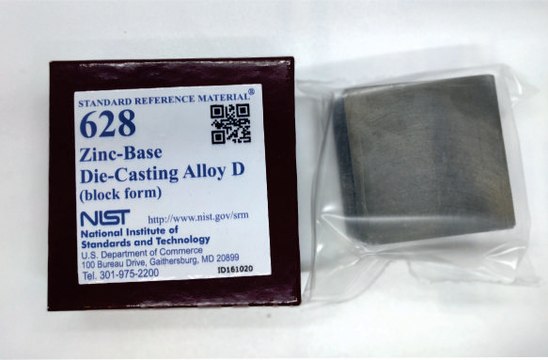 STANDARD REFERENCE MATERIAL®
628
Zinc-Base
Die-Casting Alloy D
(block form)
NIST http://www.nist.gov/srm
National Institute of
Standards and Technology
U.S. Department of Commerce
100 Bureau Drive, Gaithersburg, MD 20899
Tel. 301-975-2200 ID161020